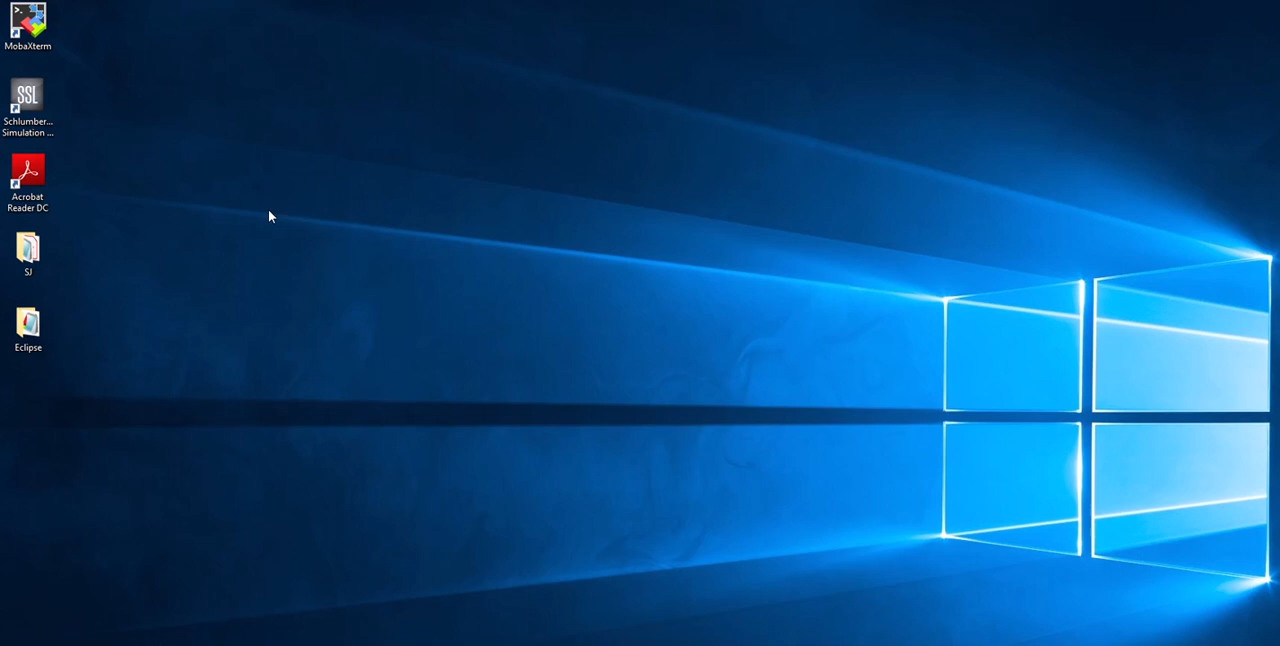 MobaXterm
SSL
Schlumber...
Simulation ...
Acrobat
Reader DC
SJ
Eclipse